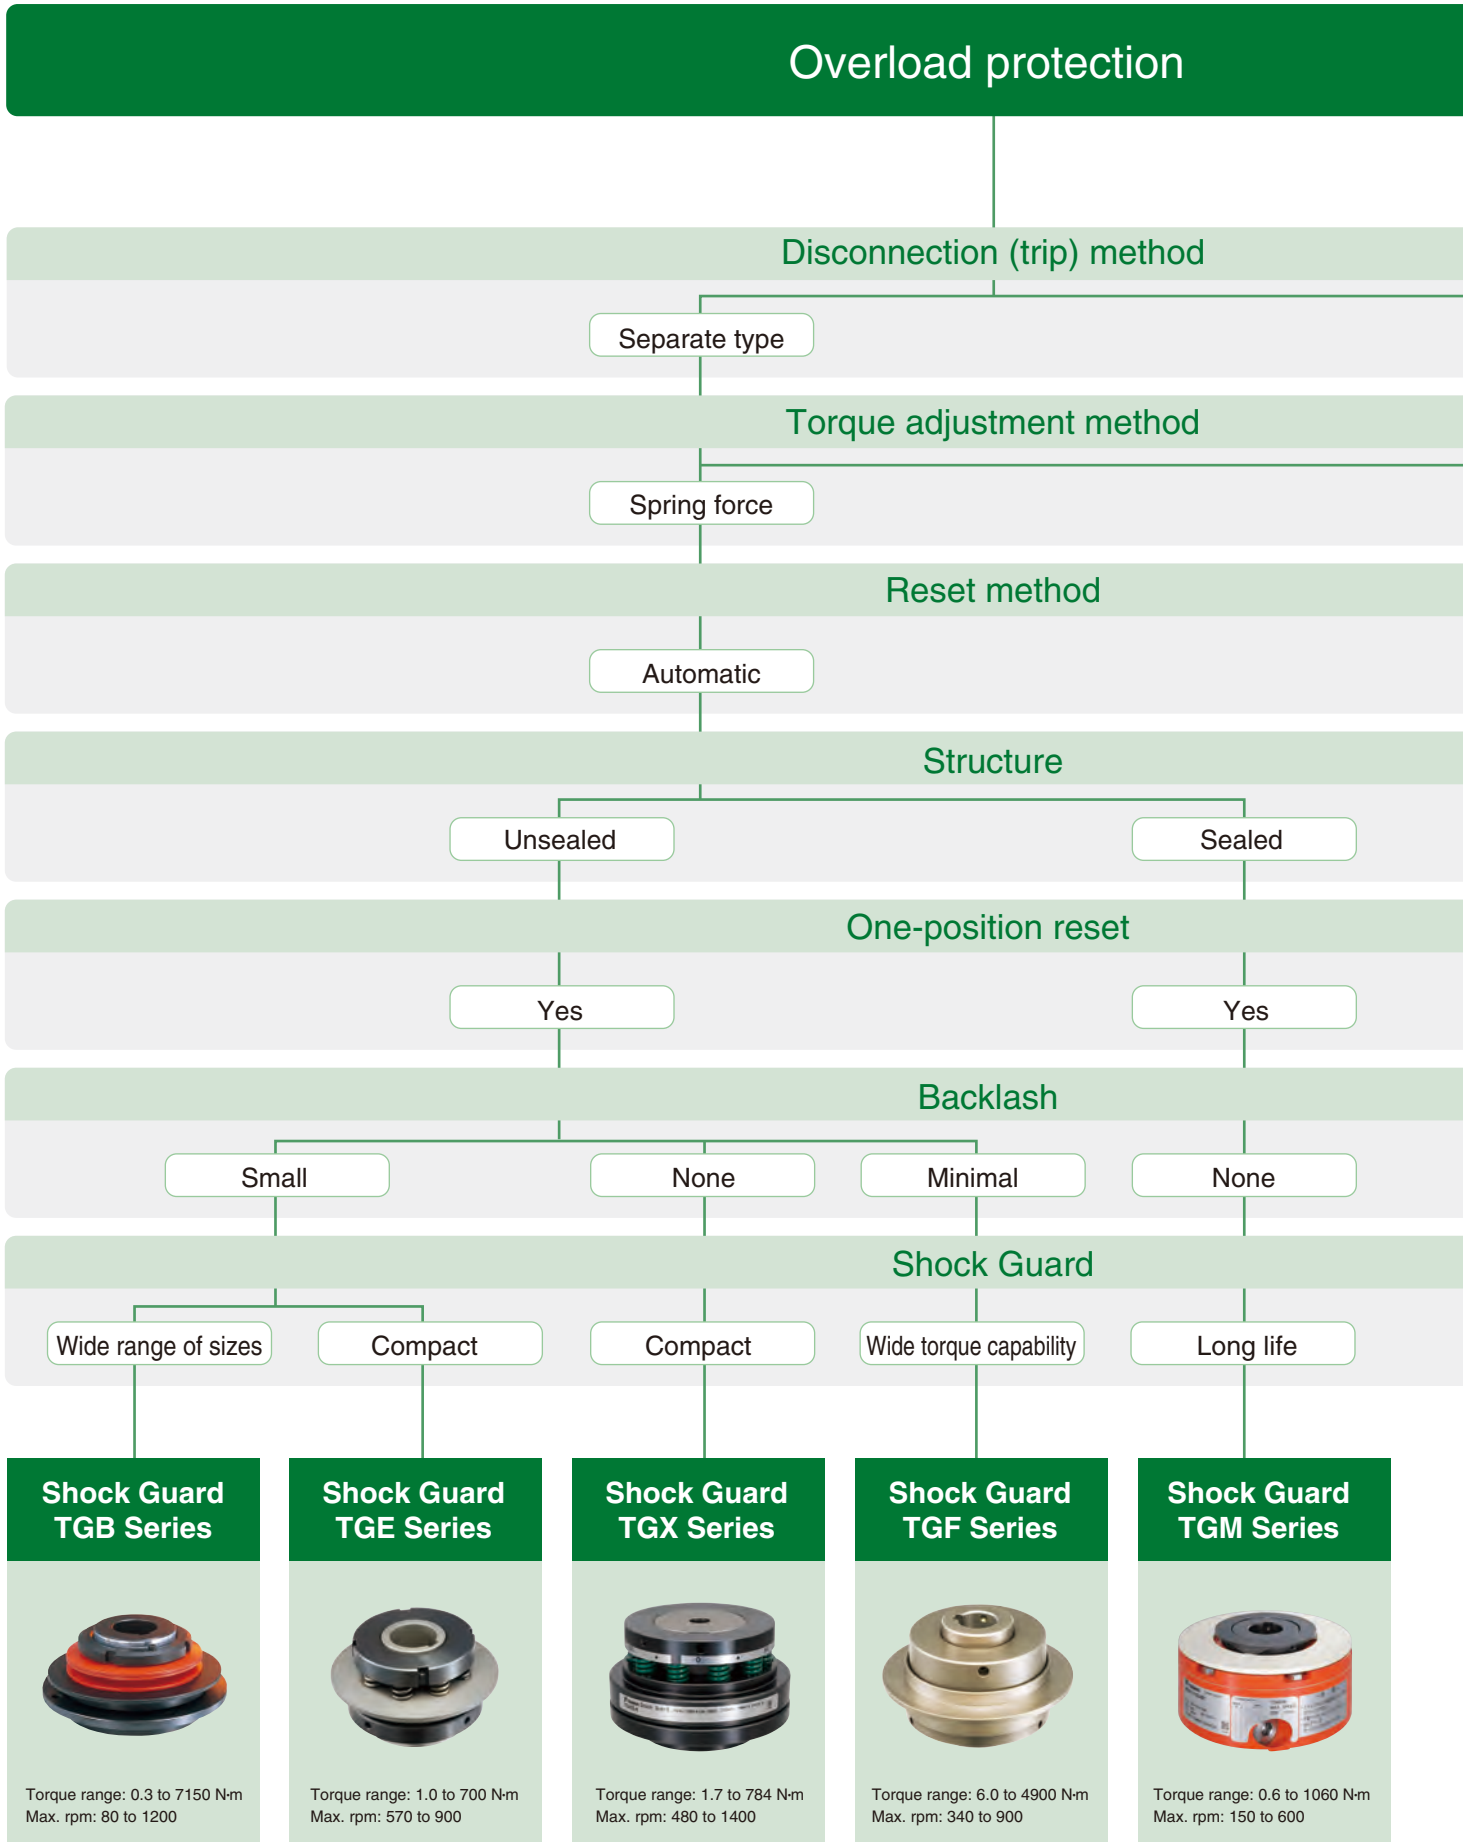 Overload protection
Disconnection (trip) method
Separate type
Torque adjustment method
Spring force
Reset method
Automatic
Structure
Unsealed
Sealed
One-position reset
Yes
Yes
Backlash
Small
None
Minimal
None
Shock Guard
Wide range of sizes
Compact
Compact
Wide torque capability
Long life
Shock Guard
TGB Series
Shock Guard
TGE Series
Shock Guard
TGX Series
Shock Guard
TGF Series
Shock Guard
TGM Series
Torque range: 0.3 to 7150 N·m
Max. rpm: 80 to 1200
Torque range: 1.0 to 700 N·m
Max. rpm: 570 to 900
Torque range: 1.7 to 784 N·m
Max. rpm: 480 to 1400
Torque range: 6.0 to 4900 N·m
Max. rpm: 340 to 900
Torque range: 0.6 to 1060 N·m
Max. rpm: 150 to 600